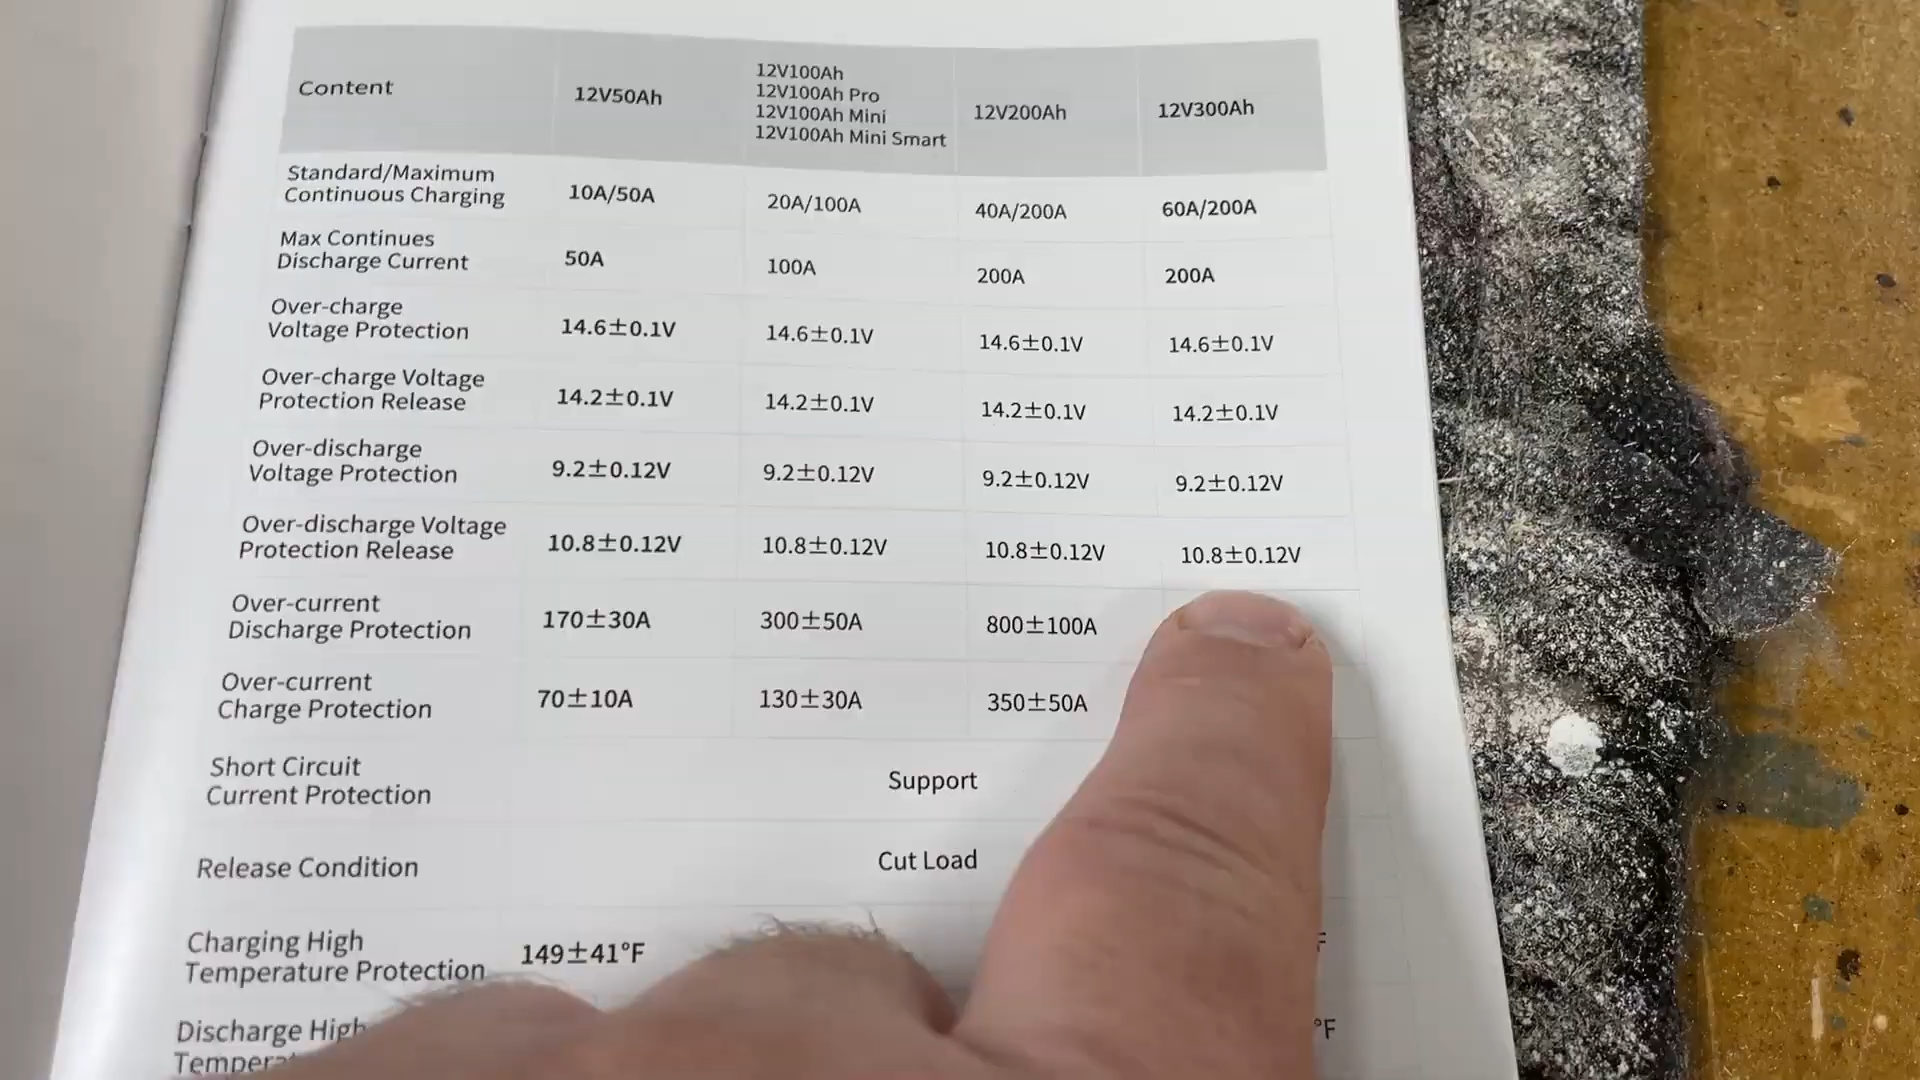 Content
12V50Ah
12V100Ah
12V100Ah Pro
12V100Ah Mini
12V100Ah Mini Smart
12V200Ah
12V300Ah
Standard/Maximum
Continuous Charging
10A/50A
20A/100A
40A/200A
60A/200A
Max Continues
Discharge Current
50A
100A
200A
200A
Over-charge
Voltage Protection
14.6±0.1V
14.6±0.1V
14.6±0.1V
14.6±0.1V
Over-charge Voltage
Protection Release
14.2±0.1V
14.2±0.1V
14.2±0.1V
14.2±0.1V
Over-discharge
Voltage Protection
9.2±0.12V
9.2±0.12V
9.2±0.12V
9.2±0.12V
Over-discharge Voltage
Protection Release
10.8±0.12V
10.8±0.12V
10.8±0.12V
10.8±0.12V
Over-current
Discharge Protection
170±30A
300±50A
800±100A
Over-current
Charge Protection
70±10A
130±30A
350±50A
Short Circuit
Current Protection
Support
Release Condition
Cut Load
Charging High
Temperature Protection
149±41°F
Discharge High
°F